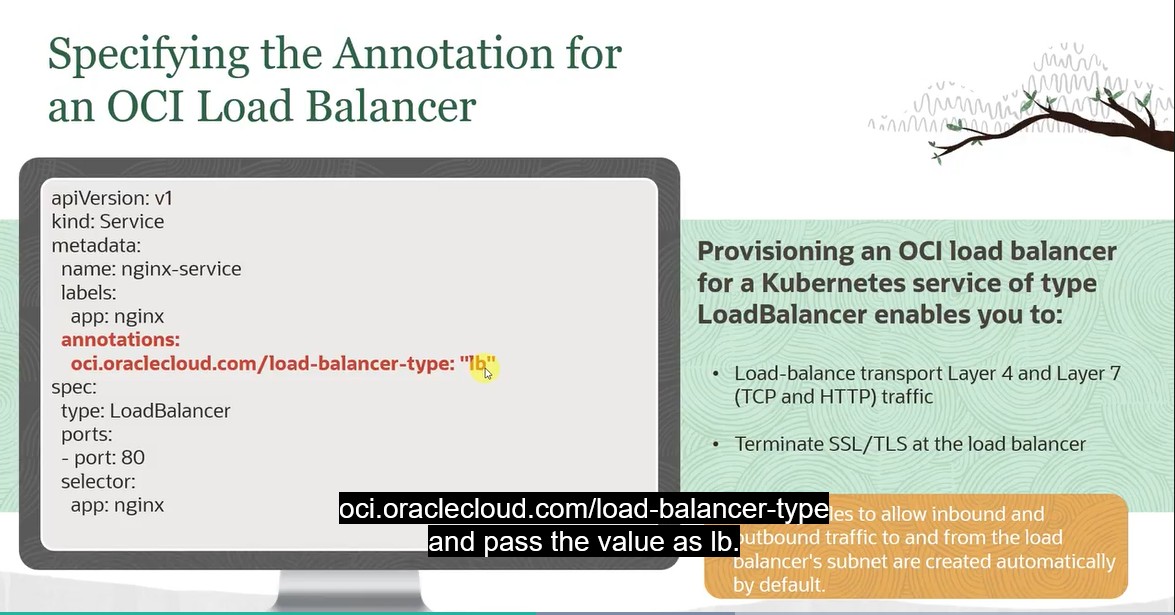 Specifying the Annotation for
an OCI Load Balancer
apiVersion: v1
kind: Service
metadata:
name: nginx-service
labels:
app: nginx
annotations:
oci.oraclecloud.com/load-balancer-type: "lb"
spec:
type: LoadBalancer
ports:
- port: 80
selector:
app: nginx
Provisioning an OCI load balancer
for a Kubernetes service of type
LoadBalancer enables you to:
• Load-balance transport Layer 4 and Layer 7
(TCP and HTTP) traffic
• Terminate SSL/TLS at the load balancer
to allow inbound and
outbound traffic to and from the load
balancer's subnet are created automatically
by default.
oci.oraclecloud.com/load-balancer-type
and pass the value as lb.